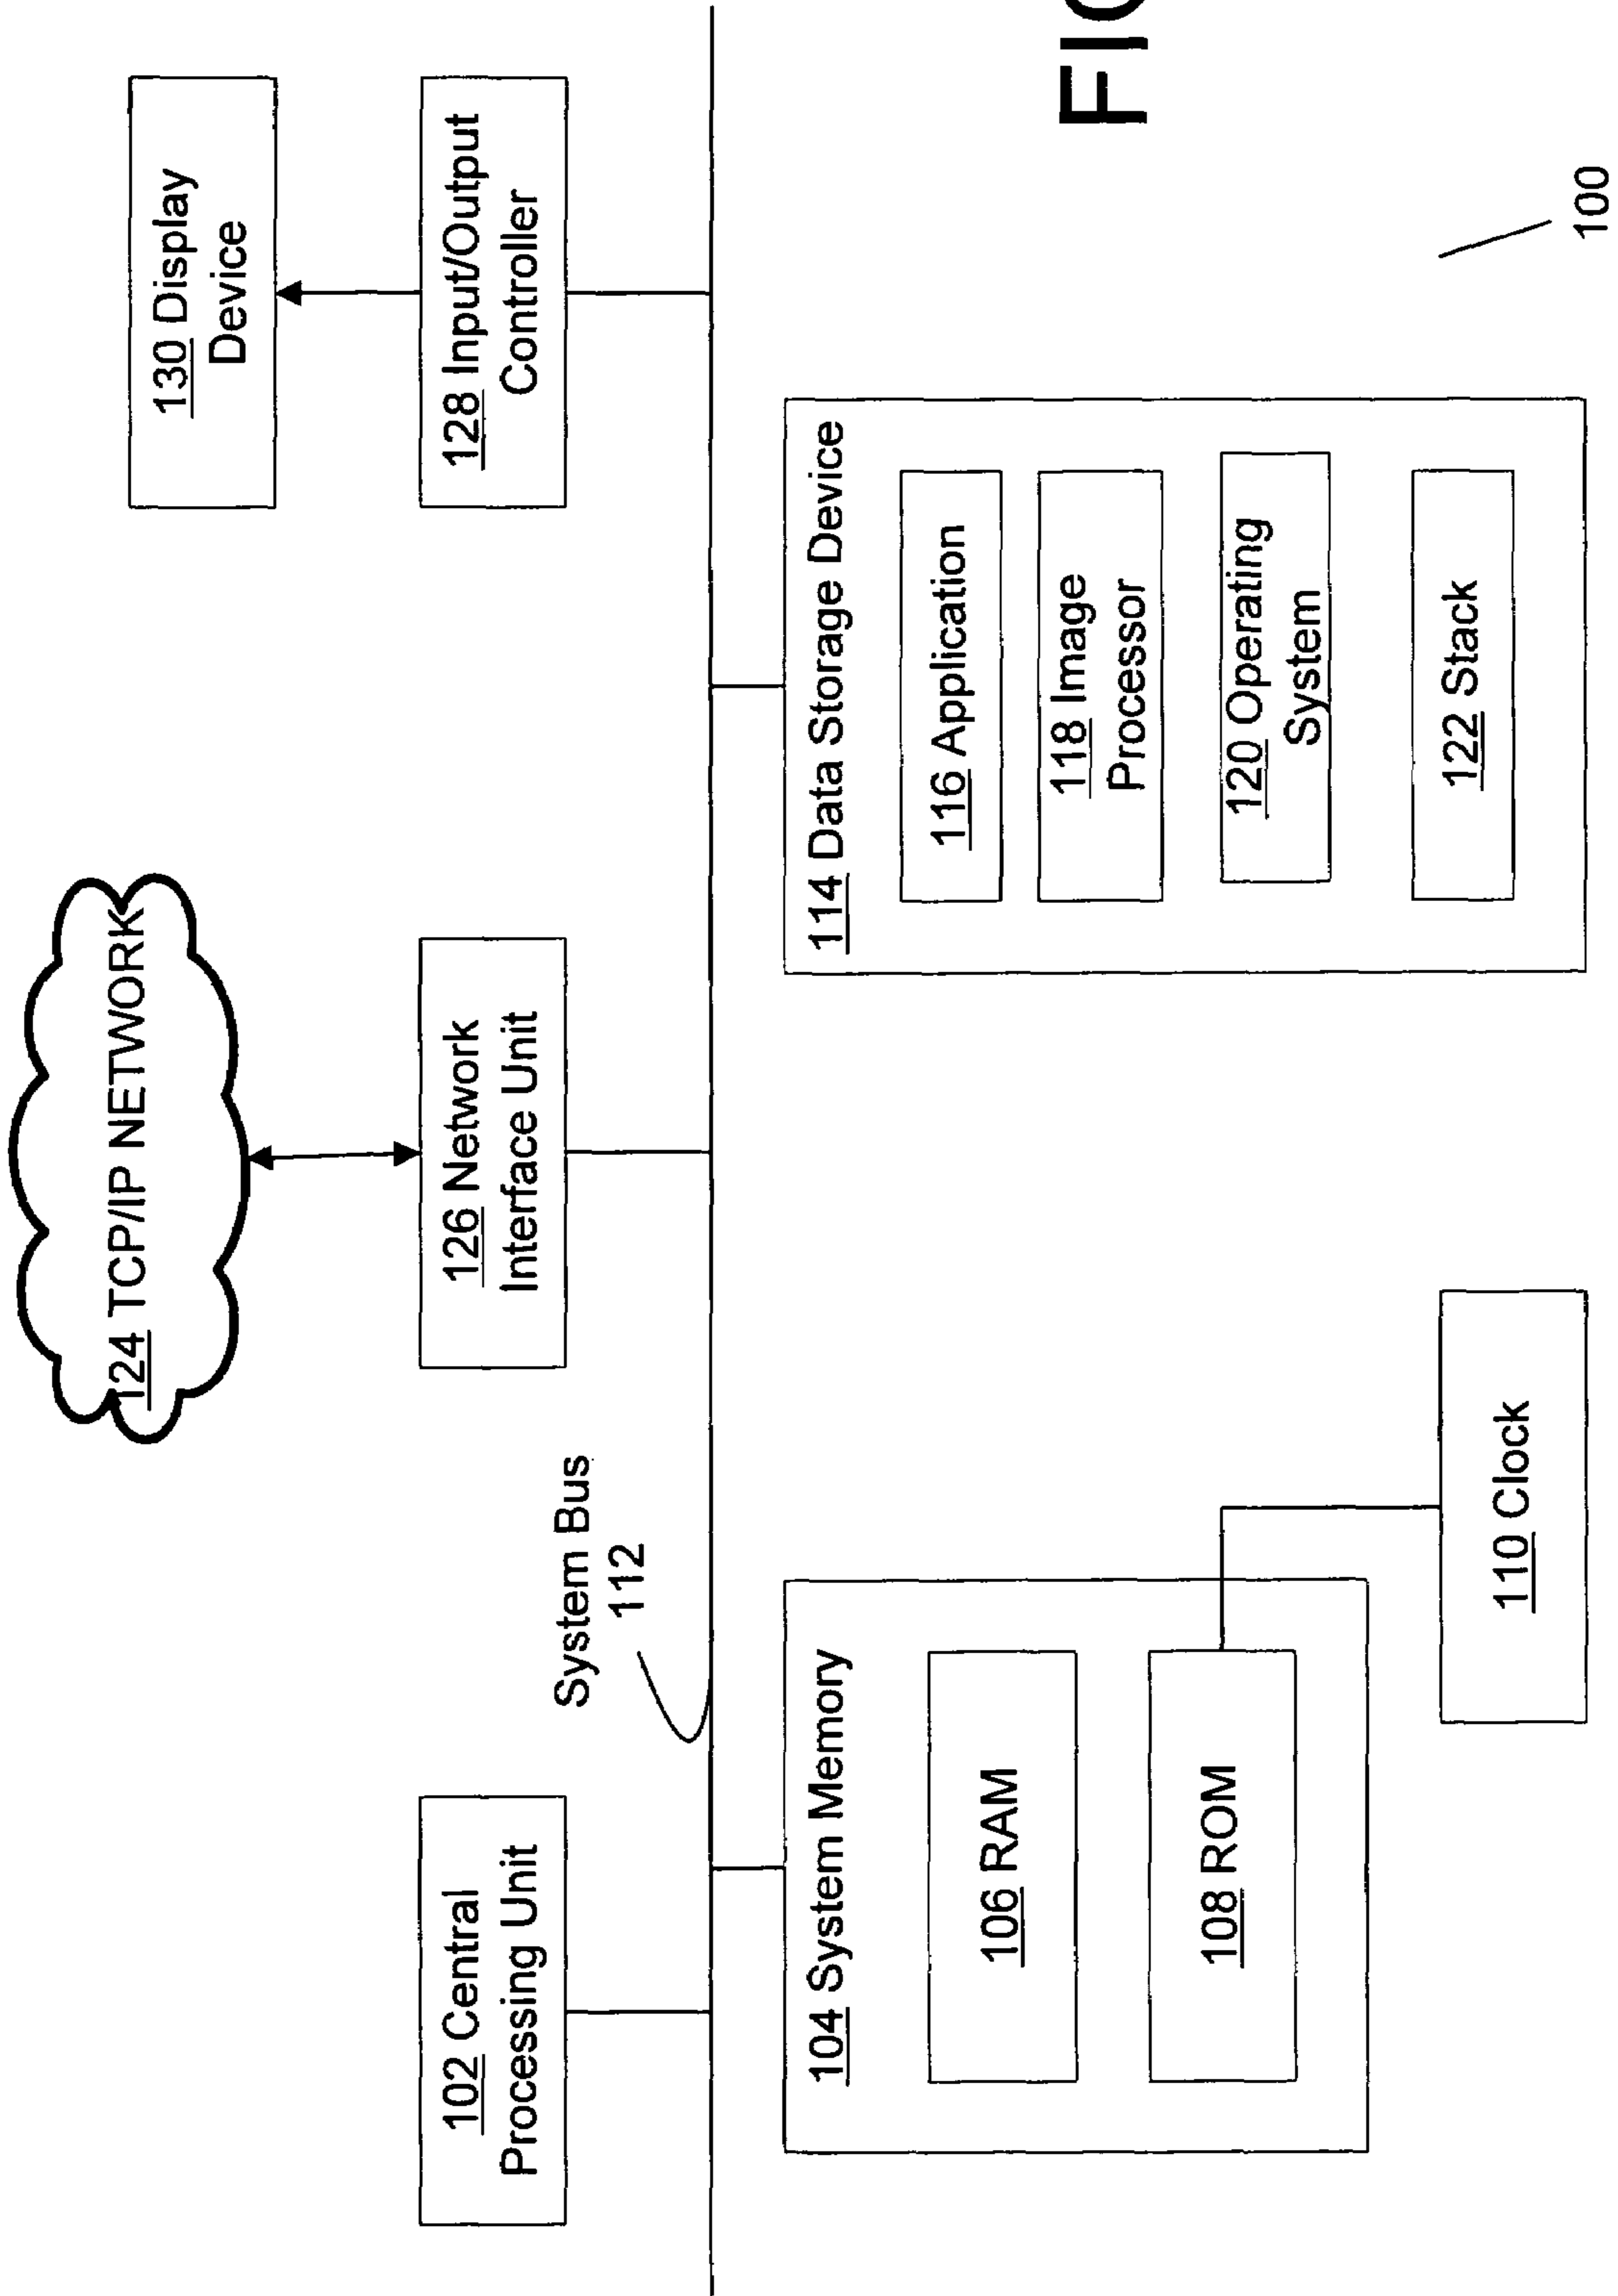 124 TCP/IP NETWORK
130 Display
Device
102 Central
Processing Unit
126 Network
Interface Unit
128 Input/Output
Controller
System Bus
112
104 System Memory
106 RAM
108 ROM
110 Clock
114 Data Storage Device
116 Application
118 Image
Processor
120 Operating
System
122 Stack
100